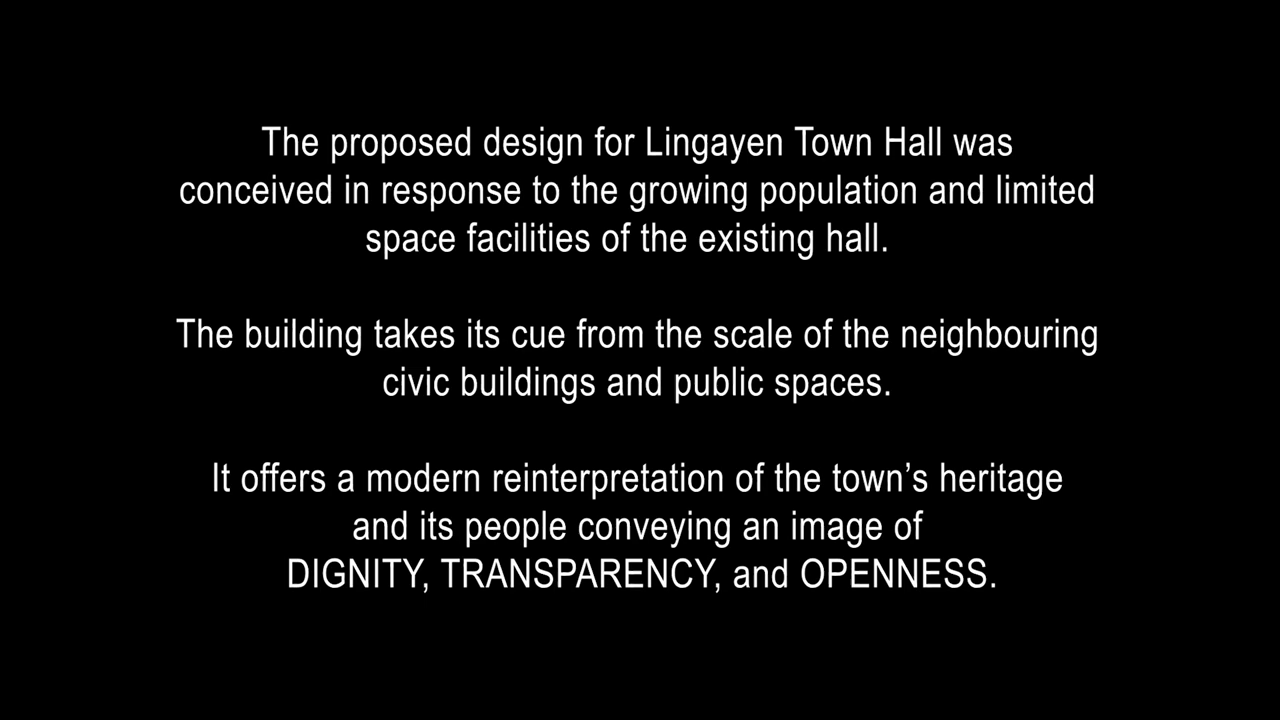 The proposed design for Lingayen Town Hall was
conceived in response to the growing population and limited
space facilities of the existing hall.
The building takes its cue from the scale of the neighbouring
civic buildings and public spaces.
It offers a modern reinterpretation of the town’s heritage
and its people conveying an image of
DIGNITY, TRANSPARENCY, and OPENNESS.